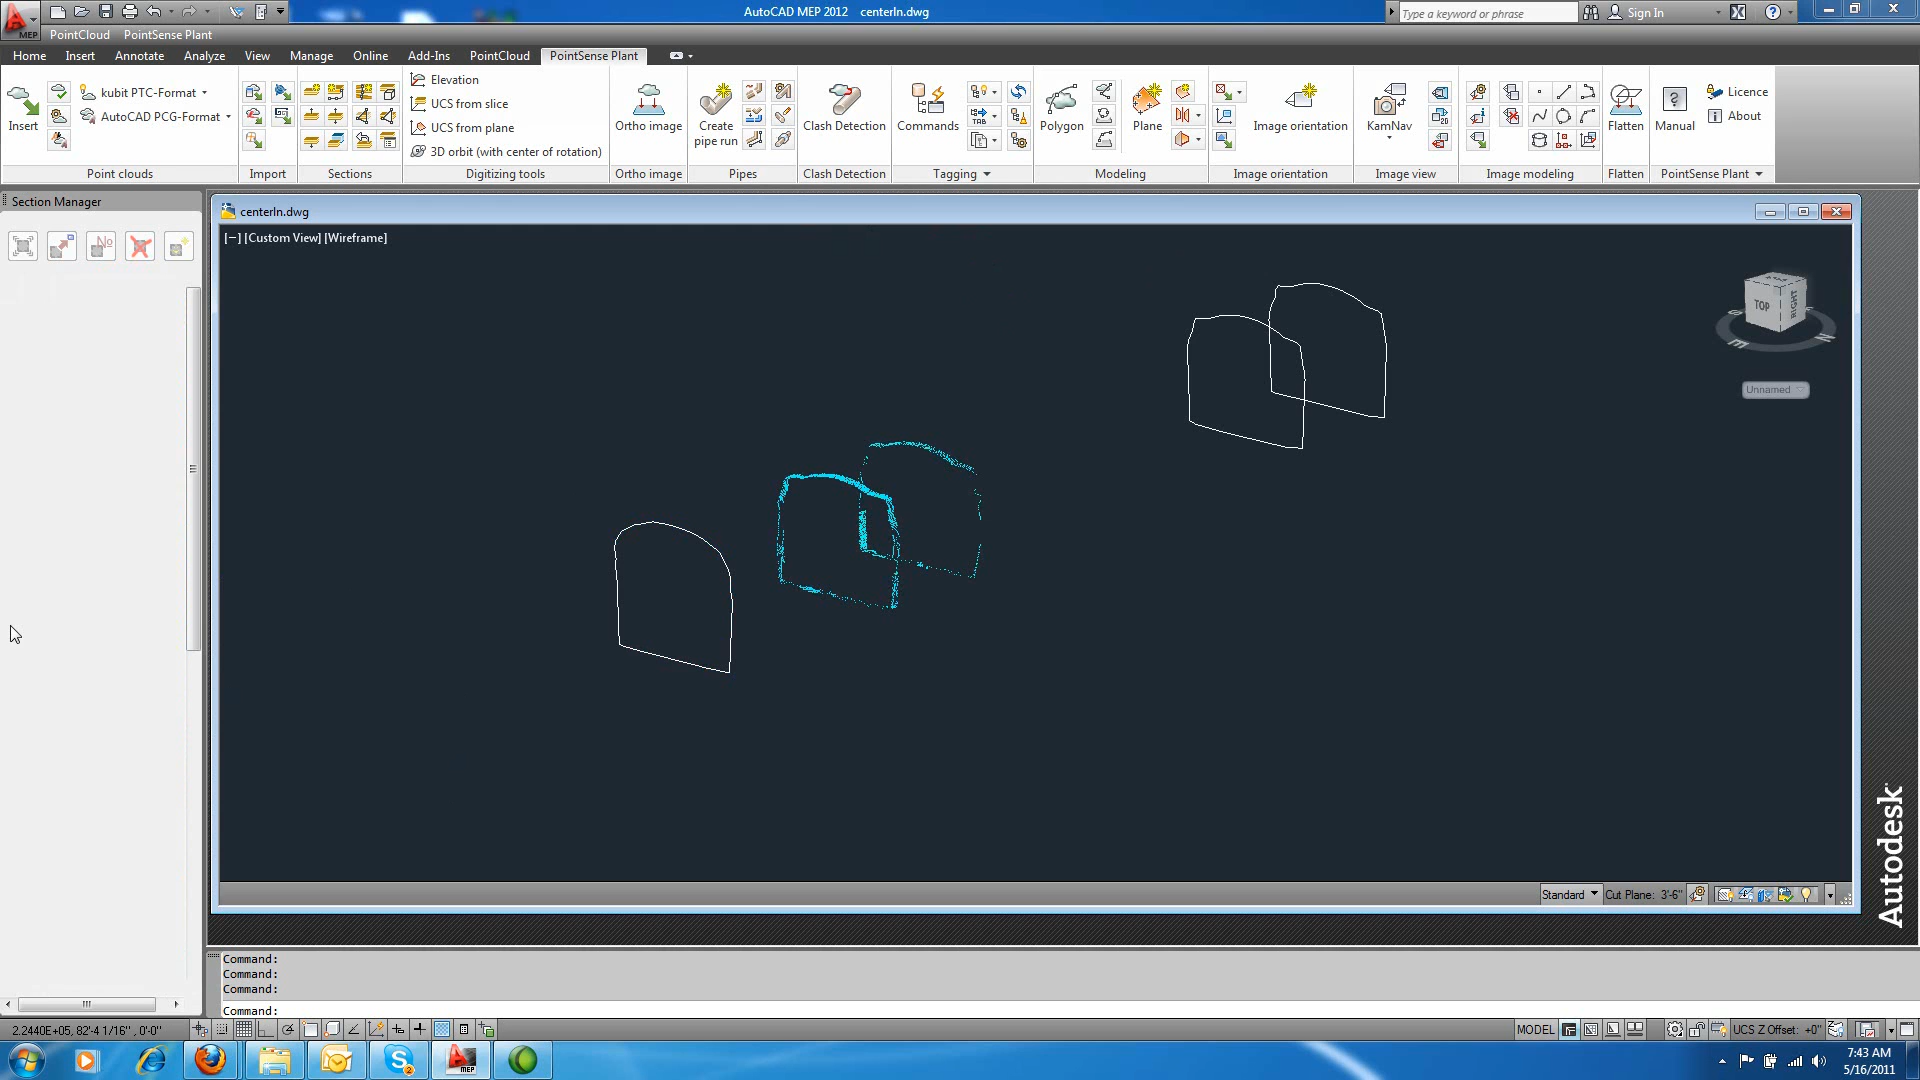 AutoCAD MEP 2012 centerln.dwg
Type a keyword or phrase
Sign In
MEP
PointCloud PointSense Plant
Home Insert Annotate Analyze View Manage Online Add-Ins PointCloud PointSense Plant
Insert
kubit PTC-Format
AutoCAD PCG-Format
Point clouds
Import
Sections
Elevation
UCS from slice
UCS from plane
3D orbit (with center of rotation)
Digitizing tools
Ortho image
Ortho image
Create
pipe run
Pipes
Clash Detection
Clash Detection
Commands
TAB
Tagging
Polygon
Plane
Modeling
Image orientation
Image orientation
KamNav
Image view
Image modeling
Flatten
Flatten
Manual
Licence
About
PointSense Plant
Section Manager
No
centerln.dwg
[−] [Custom View] [Wireframe]
TOP
RIGHT
E
N
Unnamed
Standard Cut Plane: 3'-6"
Autodesk
Command:
Command:
Command:
Command:
2.2440E+05, 82'-4 1/16" , 0'-0"
MODEL
UCS Z Offset: +0"
MEP
2
7:43 AM
5/16/2011